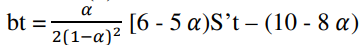 bt = α/2(1−α)² [6 - 5 α)S't – (10 - 8 α)